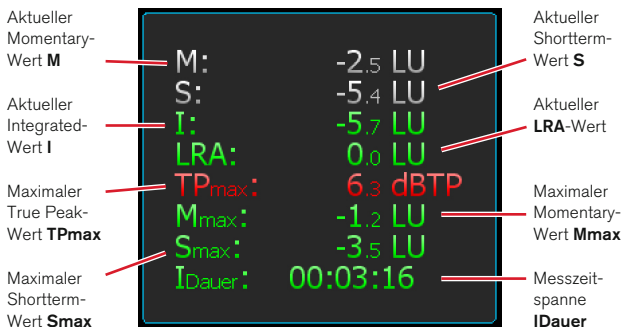 Aktueller
Momentary-
Wert M
Aktueller
Integrated-
Wert I
Maximaler
True Peak-
Wert TPmax
Maximaler
Shortterm-
Wert Smax
M: -2.5 LU
S: -5.4 LU
I: -5.7 LU
LRA: 0.0 LU
TPmax: 6.3 dBTP
Mmax: -1.2 LU
Smax: -3.5 LU
IDauer: 00:03:16
Aktueller
Shortterm-
Wert S
Aktueller
LRA-Wert
Maximaler
Momentary-
Wert Mmax
Messzeit-
spanne
IDauer